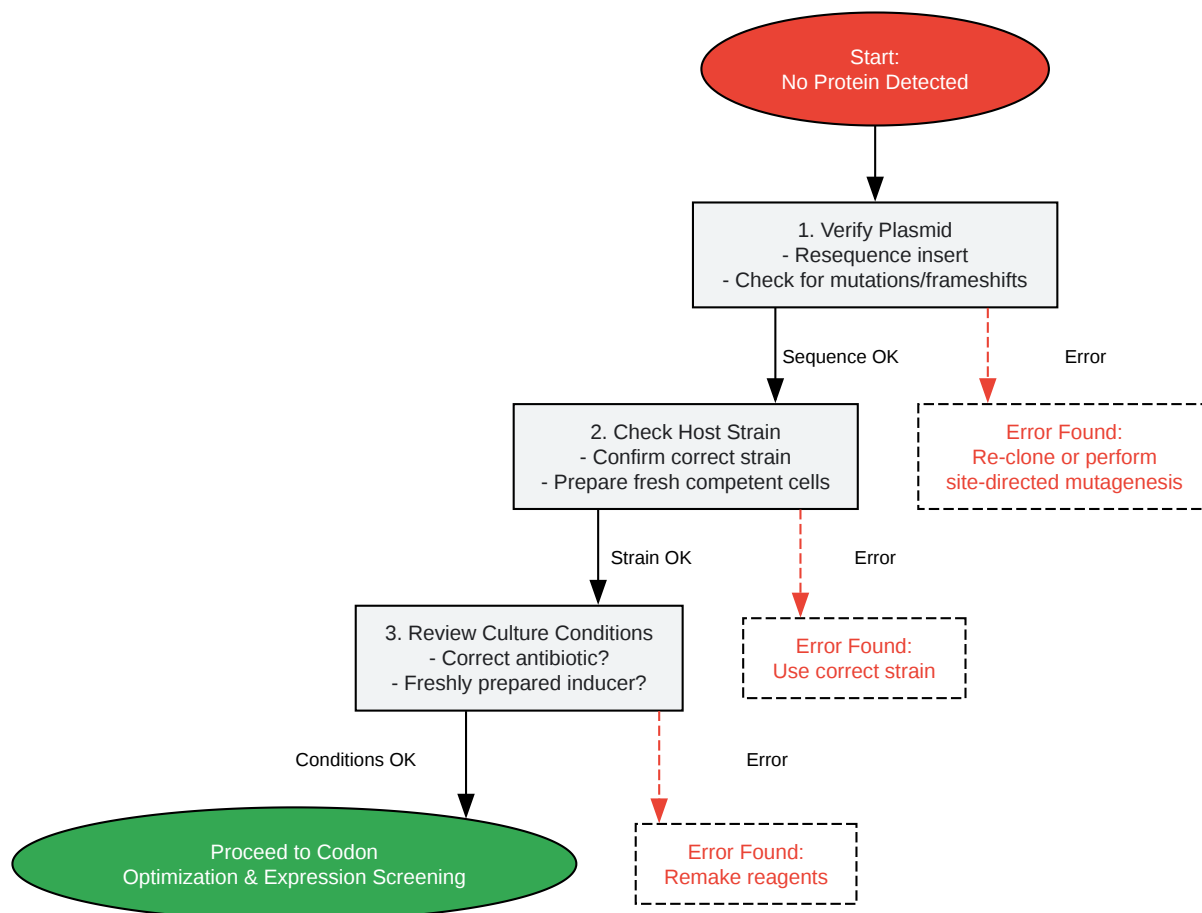 Start:
No Protein Detected
1. Verify Plasmid
- Resequence insert
- Check for mutations/frameshifts
Sequence OK
Error
2. Check Host Strain
- Confirm correct strain
- Prepare fresh competent cells
Error Found:
Re-clone or perform
site-directed mutagenesis
Strain OK
Error
3. Review Culture Conditions
- Correct antibiotic?
- Freshly prepared inducer?
Error Found:
Use correct strain
Conditions OK
Error
Proceed to Codon
Optimization & Expression Screening
Error Found:
Remake reagents